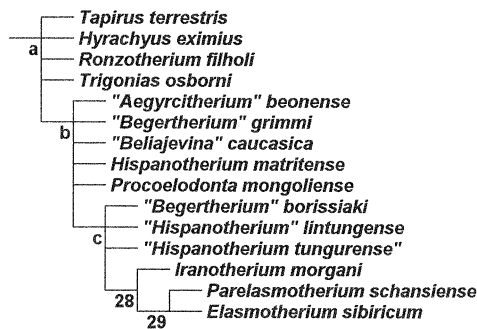 Tapirus terrestris
Hyrachyus eximius
a
Ronzotherium filholi
Trigonias osborni
"Aegyrcitherium" beonense
b
"Begertherium" grimmi
"Beliajevina" caucasica
Hispanotherium matritense
Procoelodonta mongoliense
"Begertherium" borissiaki
"Hispanotherium" lintungense
c
"Hispanotherium tungurense"
Iranotherium morgani
28
Parelasmotherium schansiense
29
Elasmotherium sibiricum